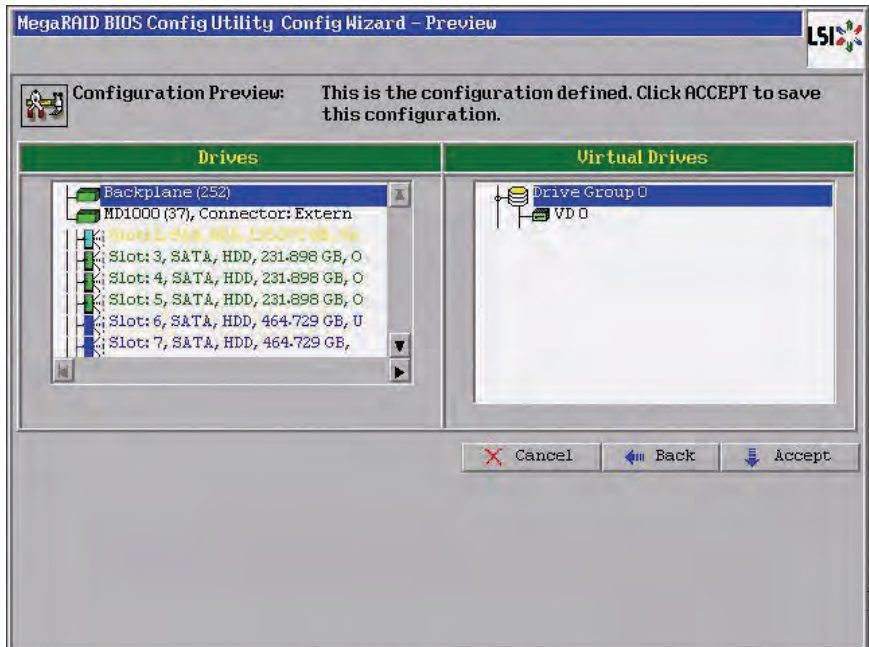 MegaRAID BIOS Config Utility Config Wizard – Preview
LSI
Configuration Preview:
This is the configuration defined. Click ACCEPT to save
this configuration.
Drives
Backplane (252)
MD1000 (37), Connector: Extern
Slot: 3, SATA, HDD, 231.898 GB, O
Slot: 4, SATA, HDD, 231.898 GB, O
Slot: 5, SATA, HDD, 231.898 GB, O
Slot: 6, SATA, HDD, 464.729 GB, U
Slot: 7, SATA, HDD, 464.729 GB,
Virtual Drives
Drive Group 0
VD 0
Cancel
Back
Accept